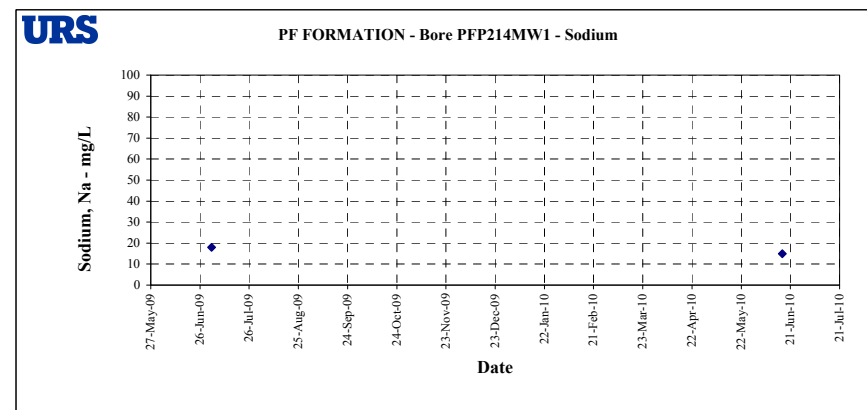 URS
PF FORMATION - Bore PFP214MW1 - Sodium
Sodium, Na - mg/L
100
90
80
70
60
50
40
30
20
10
0
27-May-09
26-Jun-09
26-Jul-09
25-Aug-09
24-Sep-09
24-Oct-09
23-Nov-09
23-Dec-09
22-Jan-10
21-Feb-10
23-Mar-10
22-Apr-10
22-May-10
21-Jun-10
21-Jul-10
Date